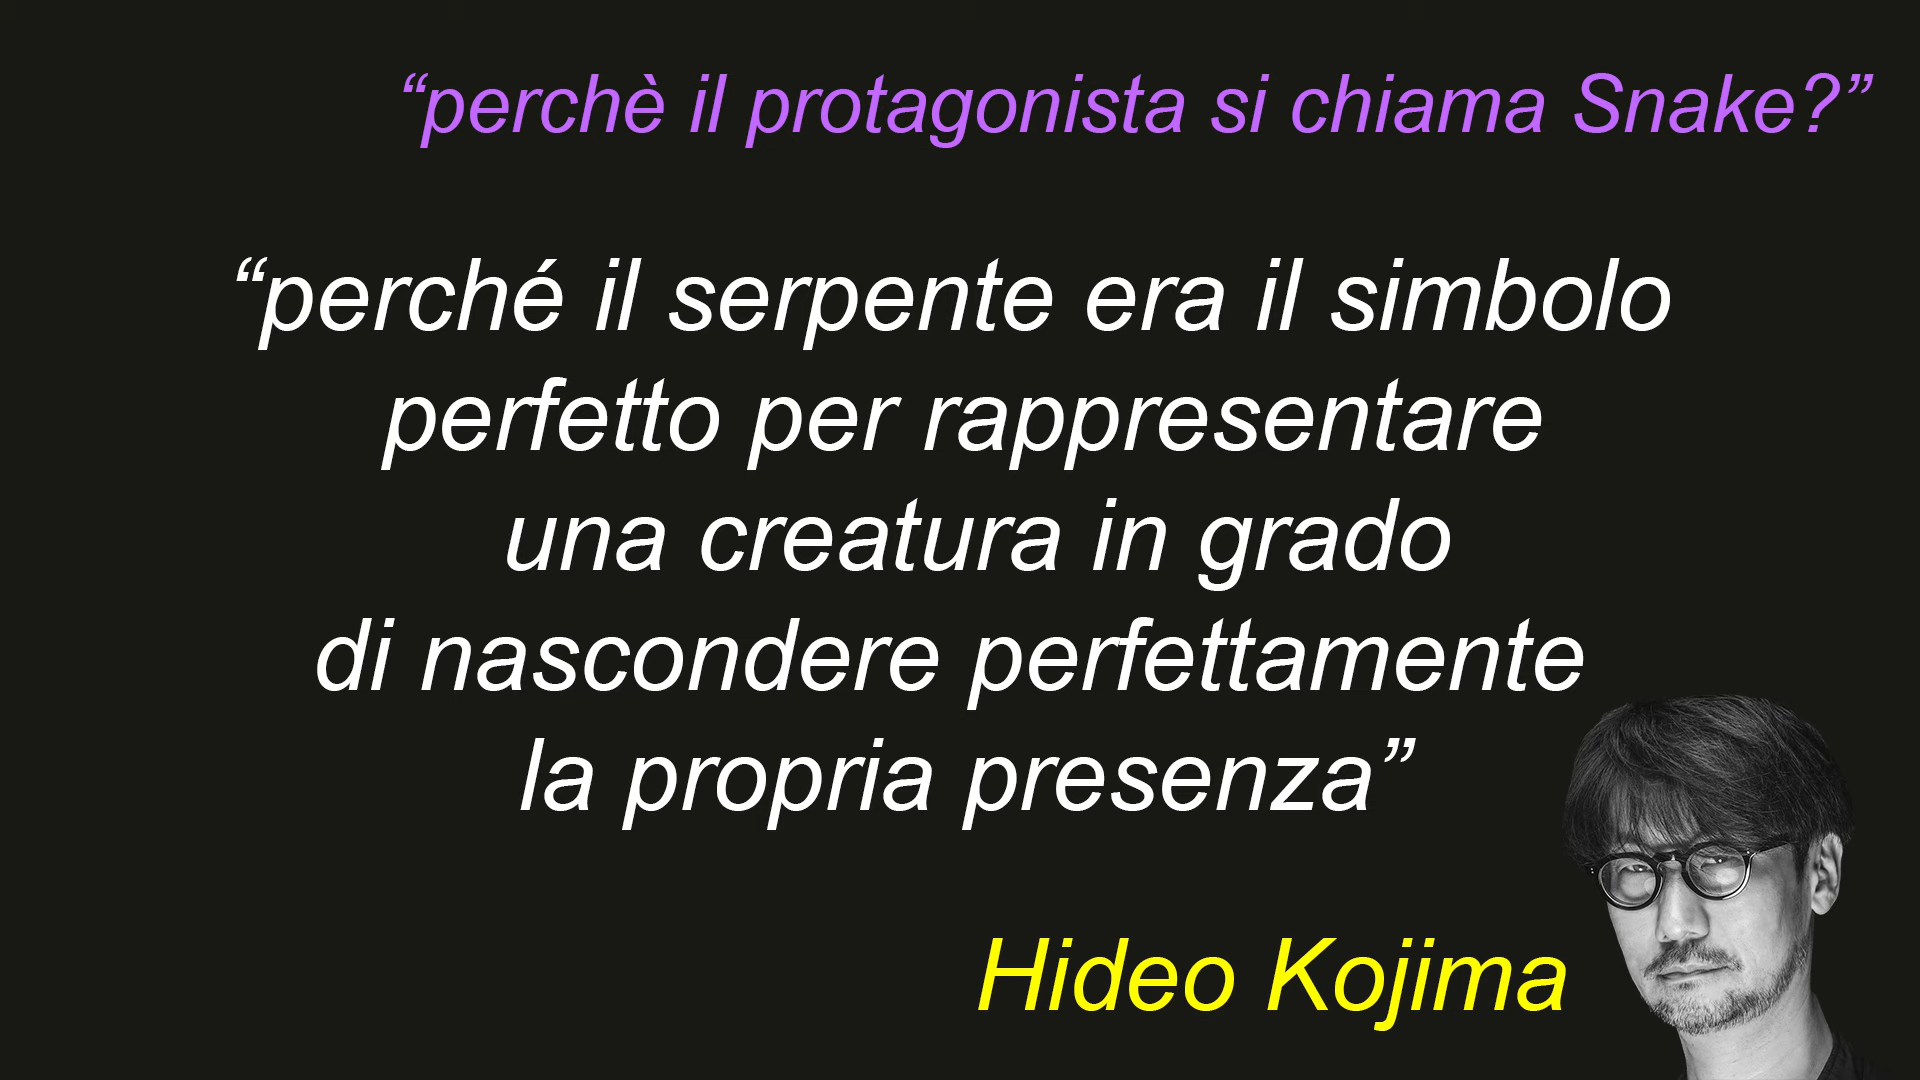 “perchè il protagonista si chiama Snake?”
“perché il serpente era il simbolo
perfetto per rappresentare
una creatura in grado
di nascondere perfettamente
la propria presenza”
Hideo Kojima